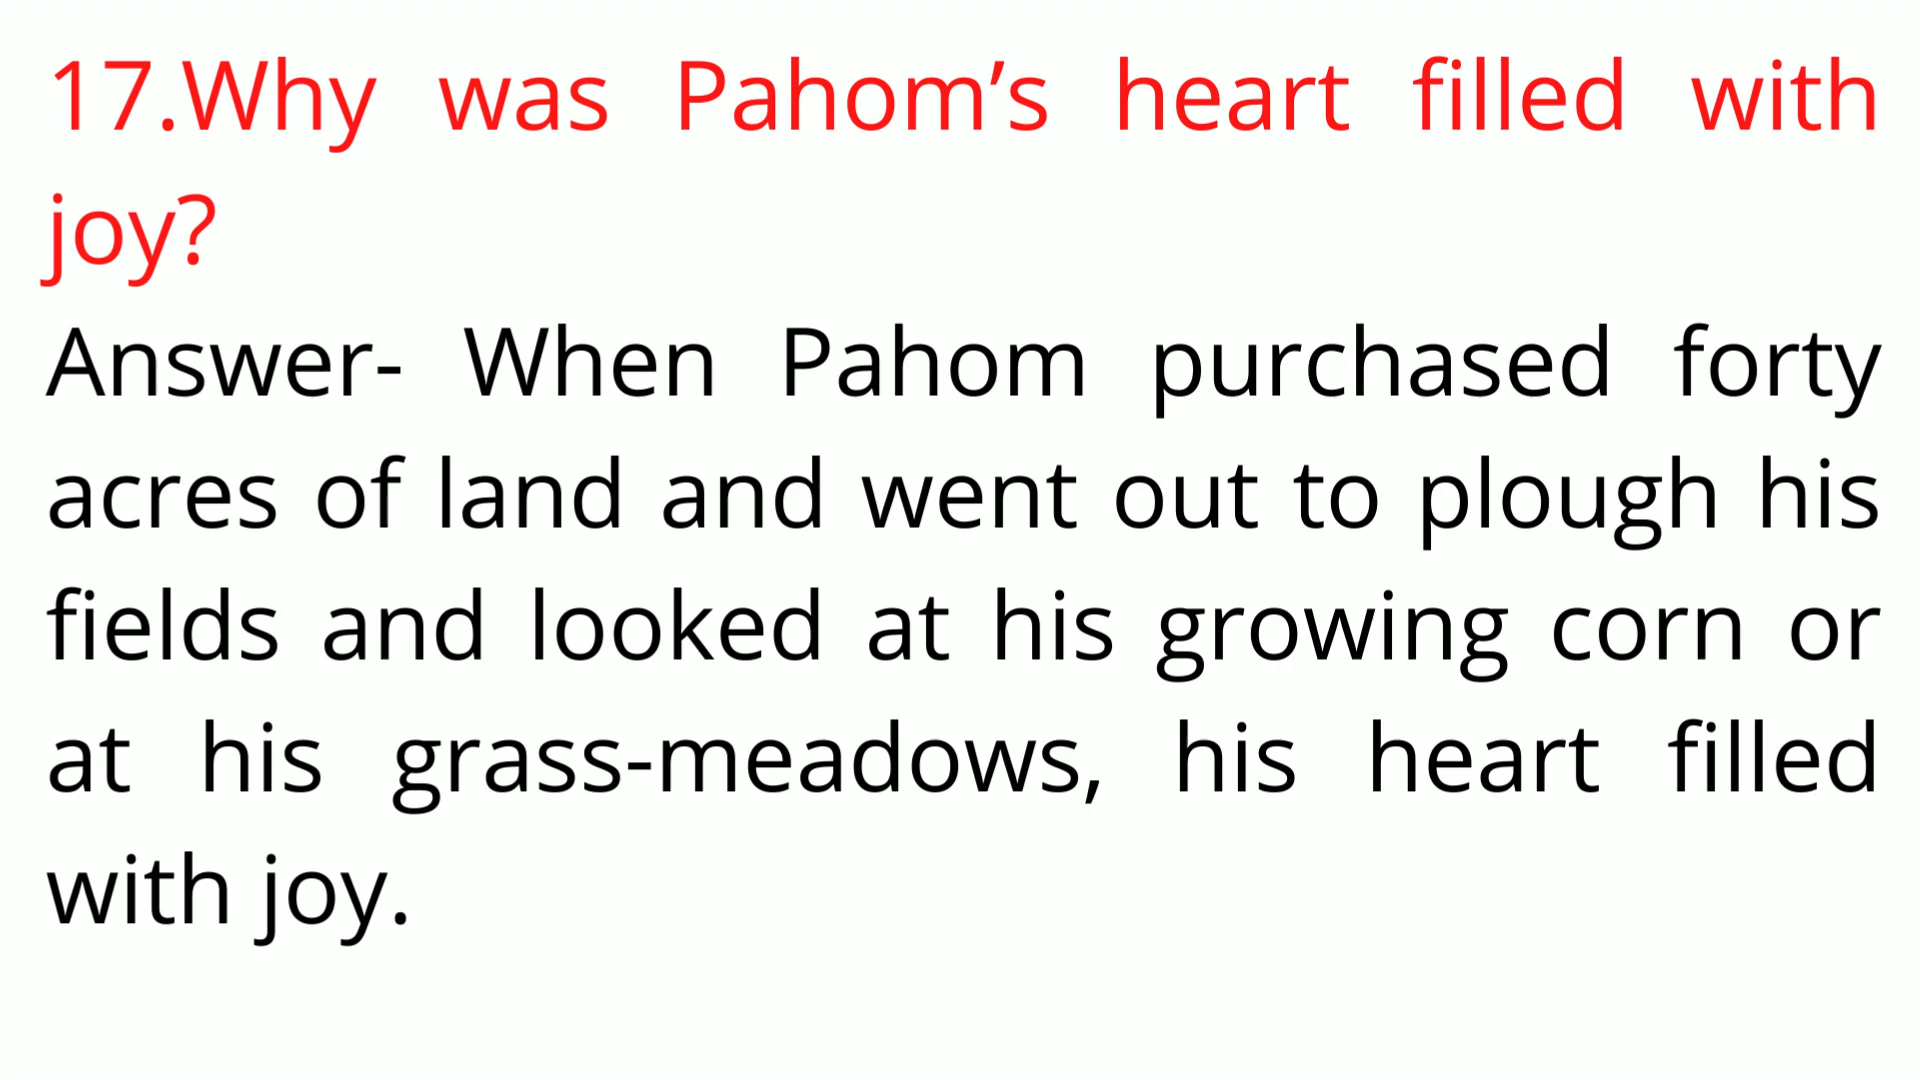 17.Why was Pahom’s heart filled with
joy?
Answer- When Pahom purchased forty
acres of land and went out to plough his
fields and looked at his growing corn or
at his grass-meadows, his heart filled
with joy.